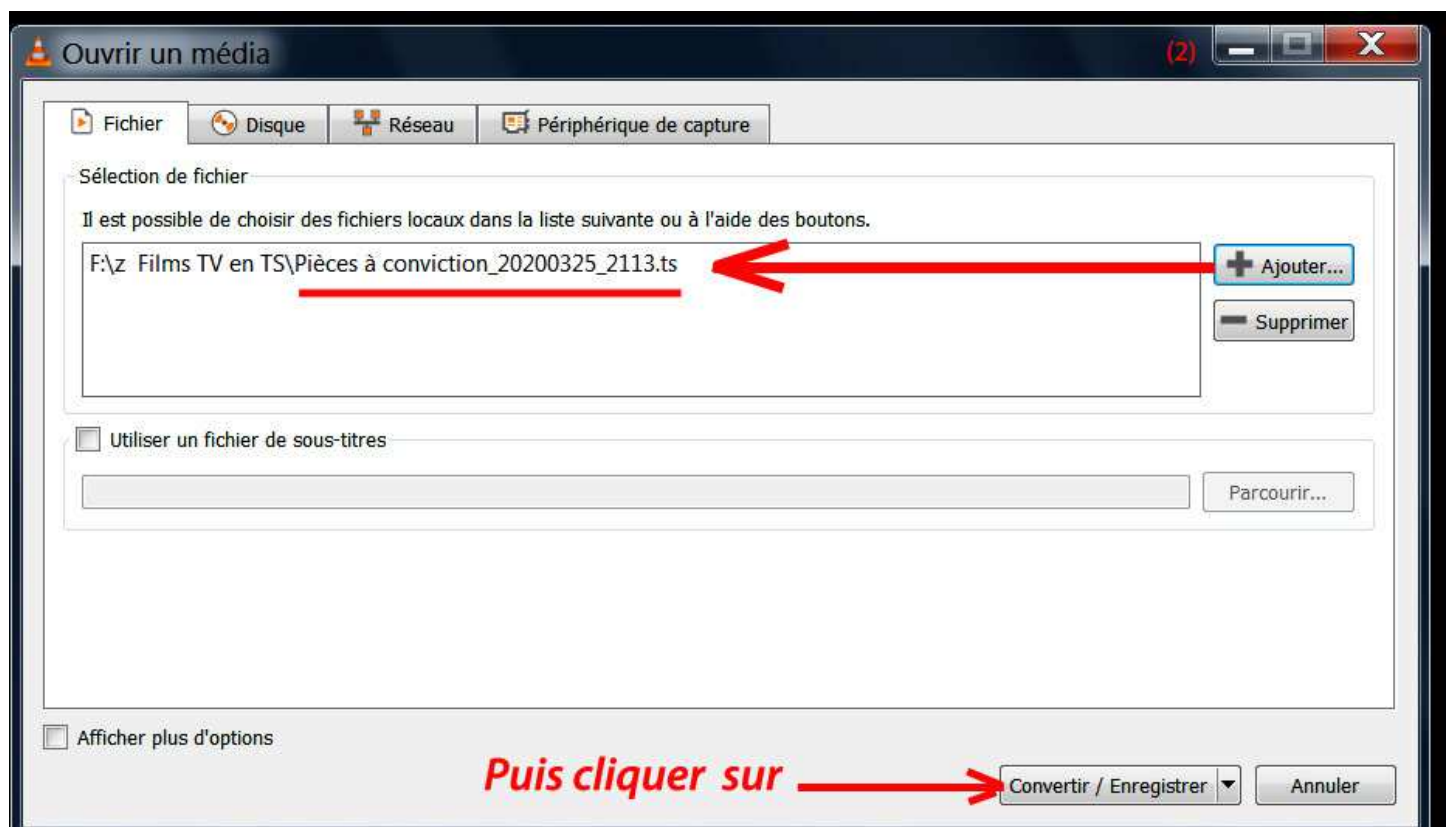 Ouvrir un média
(2)
Fichier
Disque
Réseau
Périphérique de capture
Sélection de fichier
Il est possible de choisir des fichiers locaux dans la liste suivante ou à l'aide des boutons.
F:\z Films TV en TS\Pièces à conviction_20200325_2113.ts
Ajouter...
Supprimer
Utiliser un fichier de sous-titres
Parcourir...
Afficher plus d'options
Puis cliquer sur
Convertir / Enregistrer
Annuler